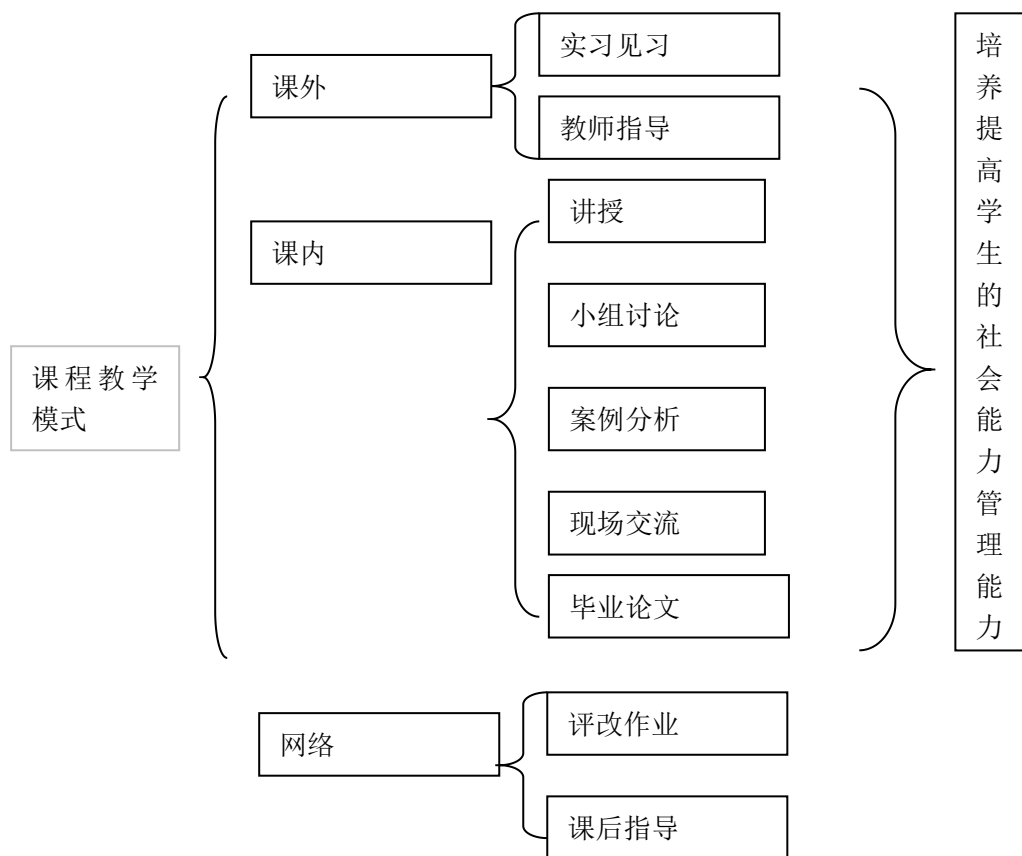 课程教学
模式
课外
实习见习
教师指导
课内
讲授
小组讨论
案例分析
现场交流
毕业论文
网络
评改作业
课后指导
培
养
提
高
学
生
的
社
会
能
力
管
理
能
力